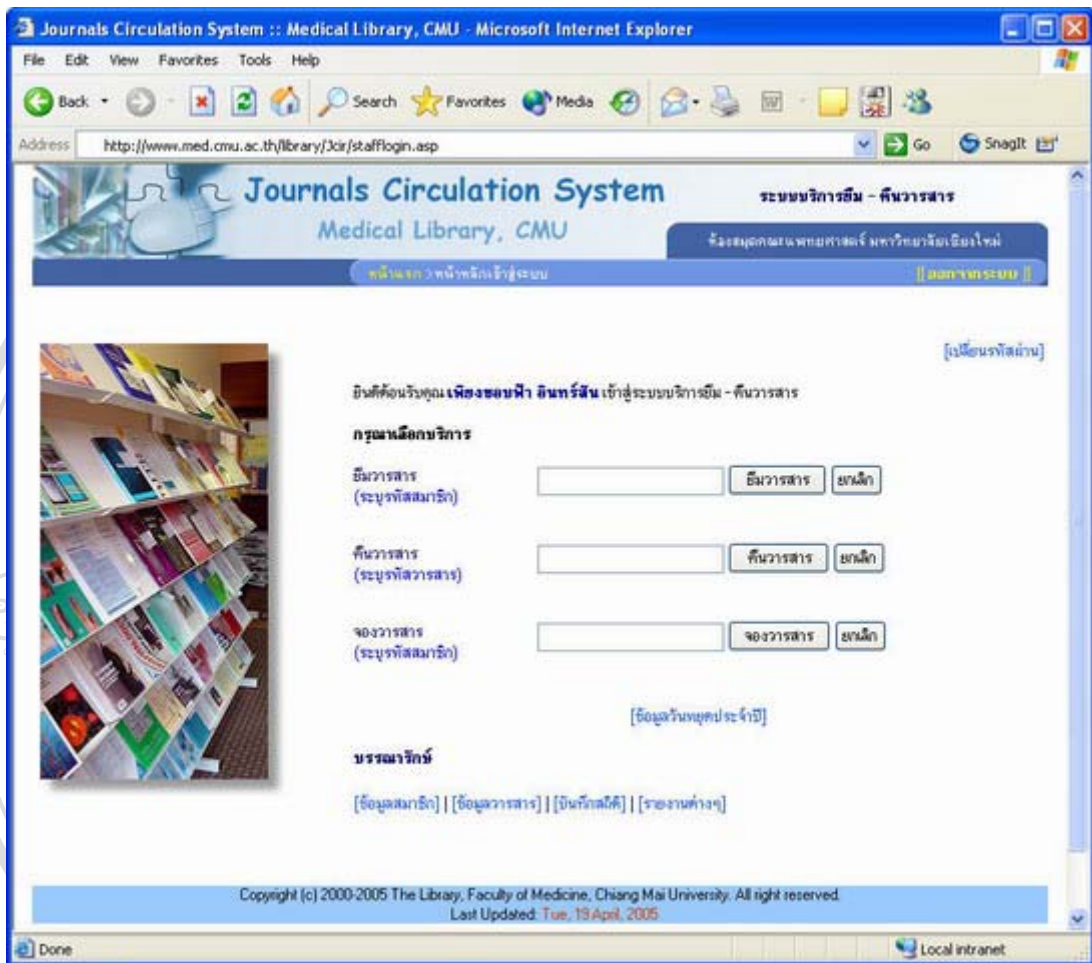 Journals Circulation System :: Medical Library, CMU - Microsoft Internet Explorer
File Edit View Favorites Tools Help
Back Search Favorites Media
Address http://www.med.cmu.ac.th/library/Jcir/stafflogin.asp Go SnagIt
Journals Circulation System
ระบบบริการยืม - คืนวารสาร
Medical Library, CMU
ห้องสมุดคณะแพทยศาสตร์ มหาวิทยาลัยเชียงใหม่
หน้าแรก > หน้าหลักเข้าสู่ระบบ || ออกจากระบบ ||
[เปลี่ยนรหัสผ่าน]
ยินดีต้อนรับคุณ เพียงขอบฟ้า อินทร์สัน เข้าสู่ระบบบริการยืม - คืนวารสาร
กรุณาเลือกบริการ
ยืมวารสาร
(ระบุรหัสสมาชิก)
ยืมวารสาร ยกเลิก
คืนวารสาร
(ระบุรหัสวารสาร)
คืนวารสาร ยกเลิก
จองวารสาร
(ระบุรหัสสมาชิก)
จองวารสาร ยกเลิก
[ข้อมูลวันหยุดประจำปี]
บรรณารักษ์
[ข้อมูลสมาชิก] | [ข้อมูลวารสาร] | [บันทึกสถิติ] | [รายงานต่างๆ]
Copyright (c) 2000-2005 The Library, Faculty of Medicine, Chiang Mai University. All right reserved.
Last Updated: Tue, 19 April, 2005
Done Local intranet